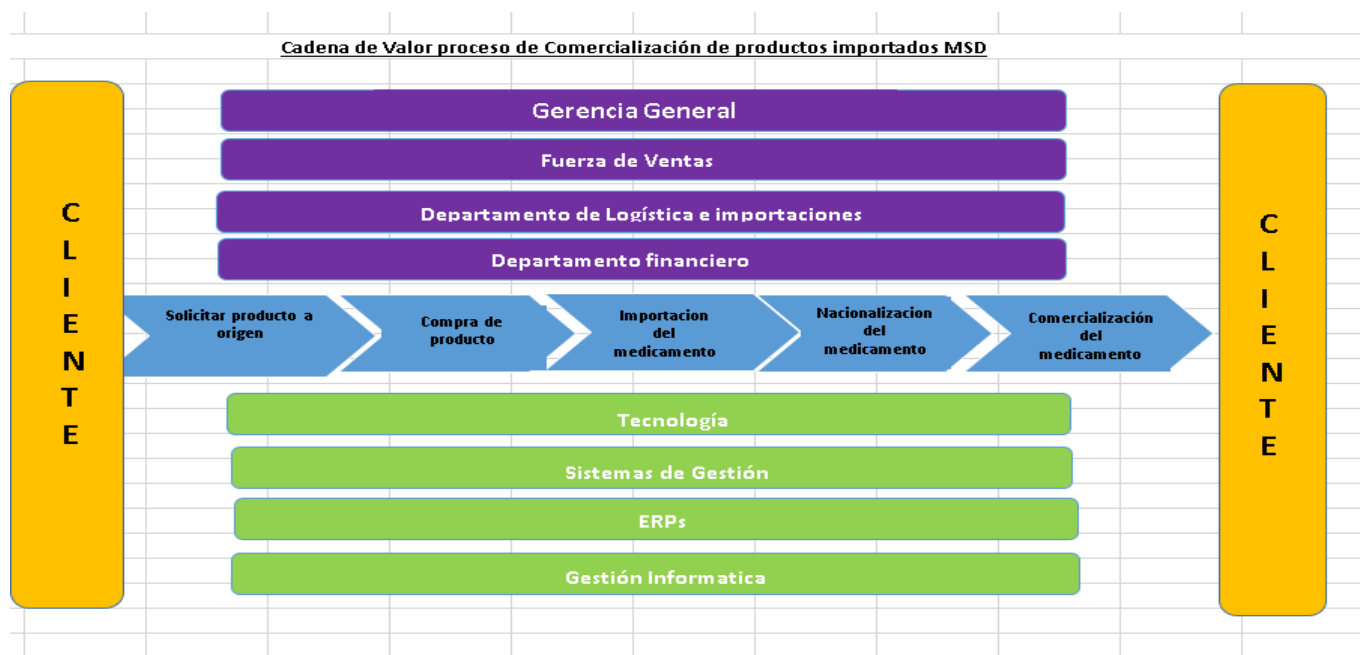 Cadena de Valor proceso de Comercialización de productos importados MSD
CLIENTE
Gerencia General
Fuerza de Ventas
Departamento de Logística e importaciones
Departamento financiero
Solicitar producto a
origen
Compra de
producto
Importacion
del
medicamento
Nacionalizacion
del
medicamento
Comercialización
del
medicamento
Tecnología
Sistemas de Gestión
ERPs
Gestión Informatica
CLIENTE